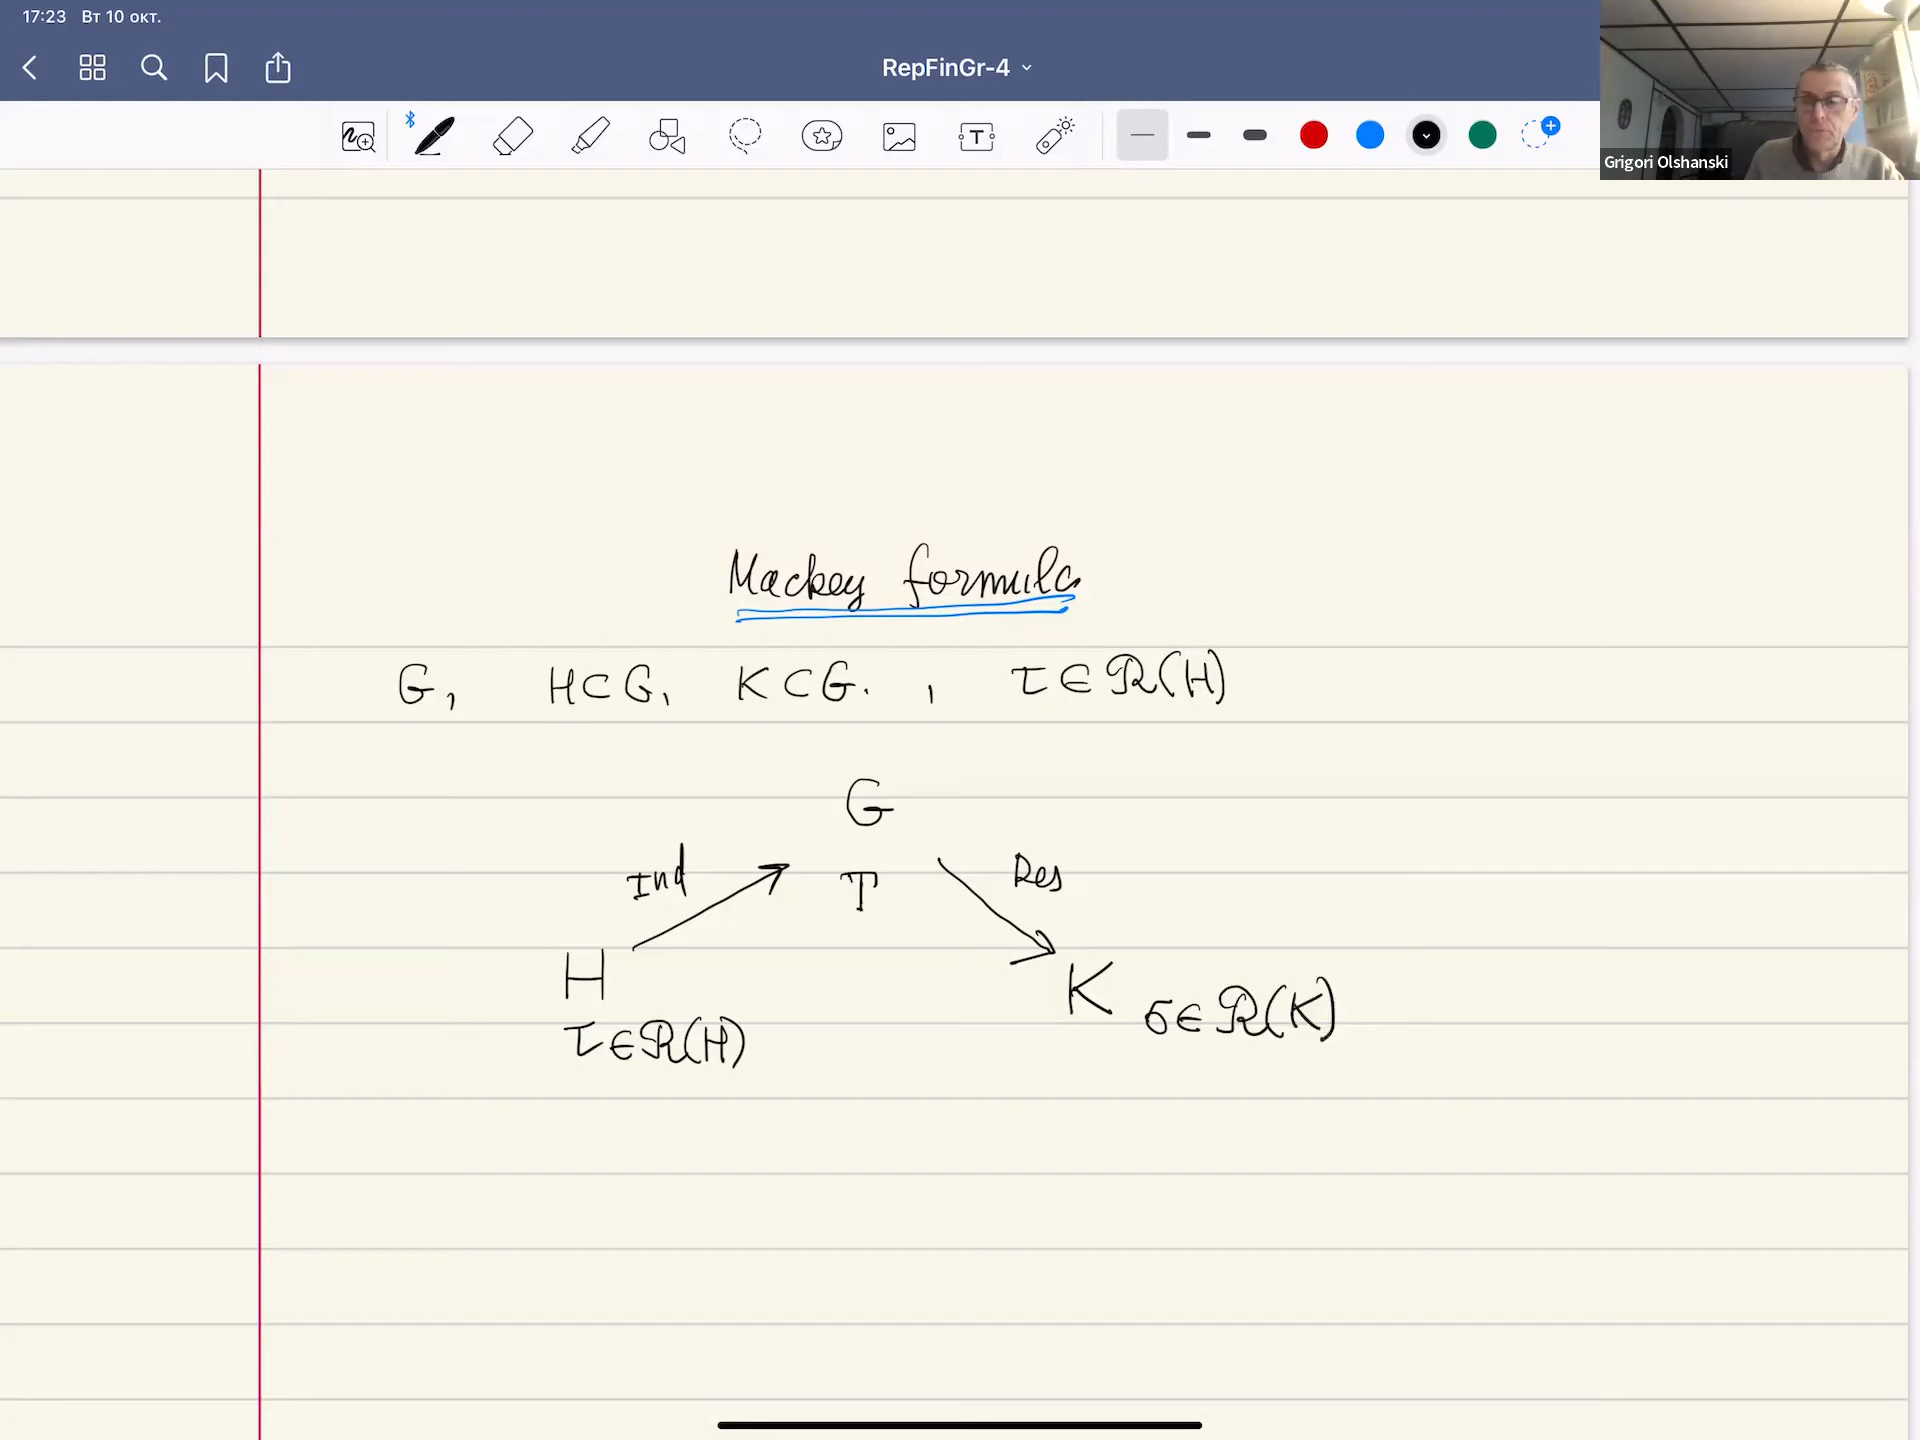 17:23 Вт 10 окт.
RepFinGr-4
Grigori Olshanski
Mackey formula
G, H⊂G, K⊂G. , τ∈ℛ(H)
G
Ind T Res
H K σ∈ℛ(K)
τ∈ℛ(H)